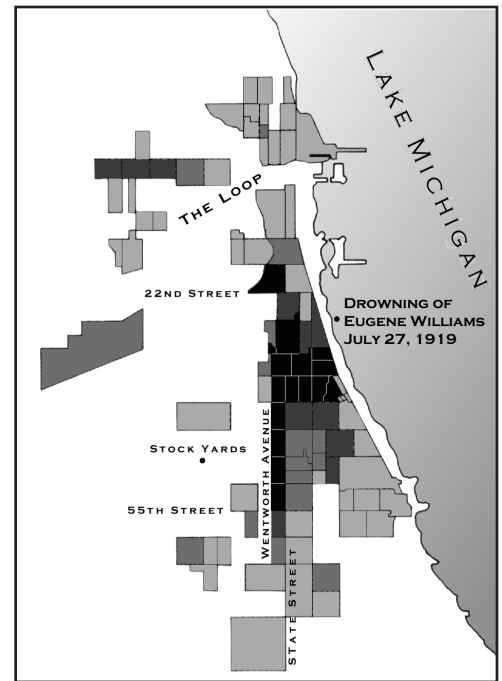 LAKE MICHIGAN
THE LOOP
22ND STREET
DROWNING OF
EUGENE WILLIAMS
JULY 27, 1919
STOCK YARDS
WENTWORTH AVENUE
55TH STREET
STATE STREET